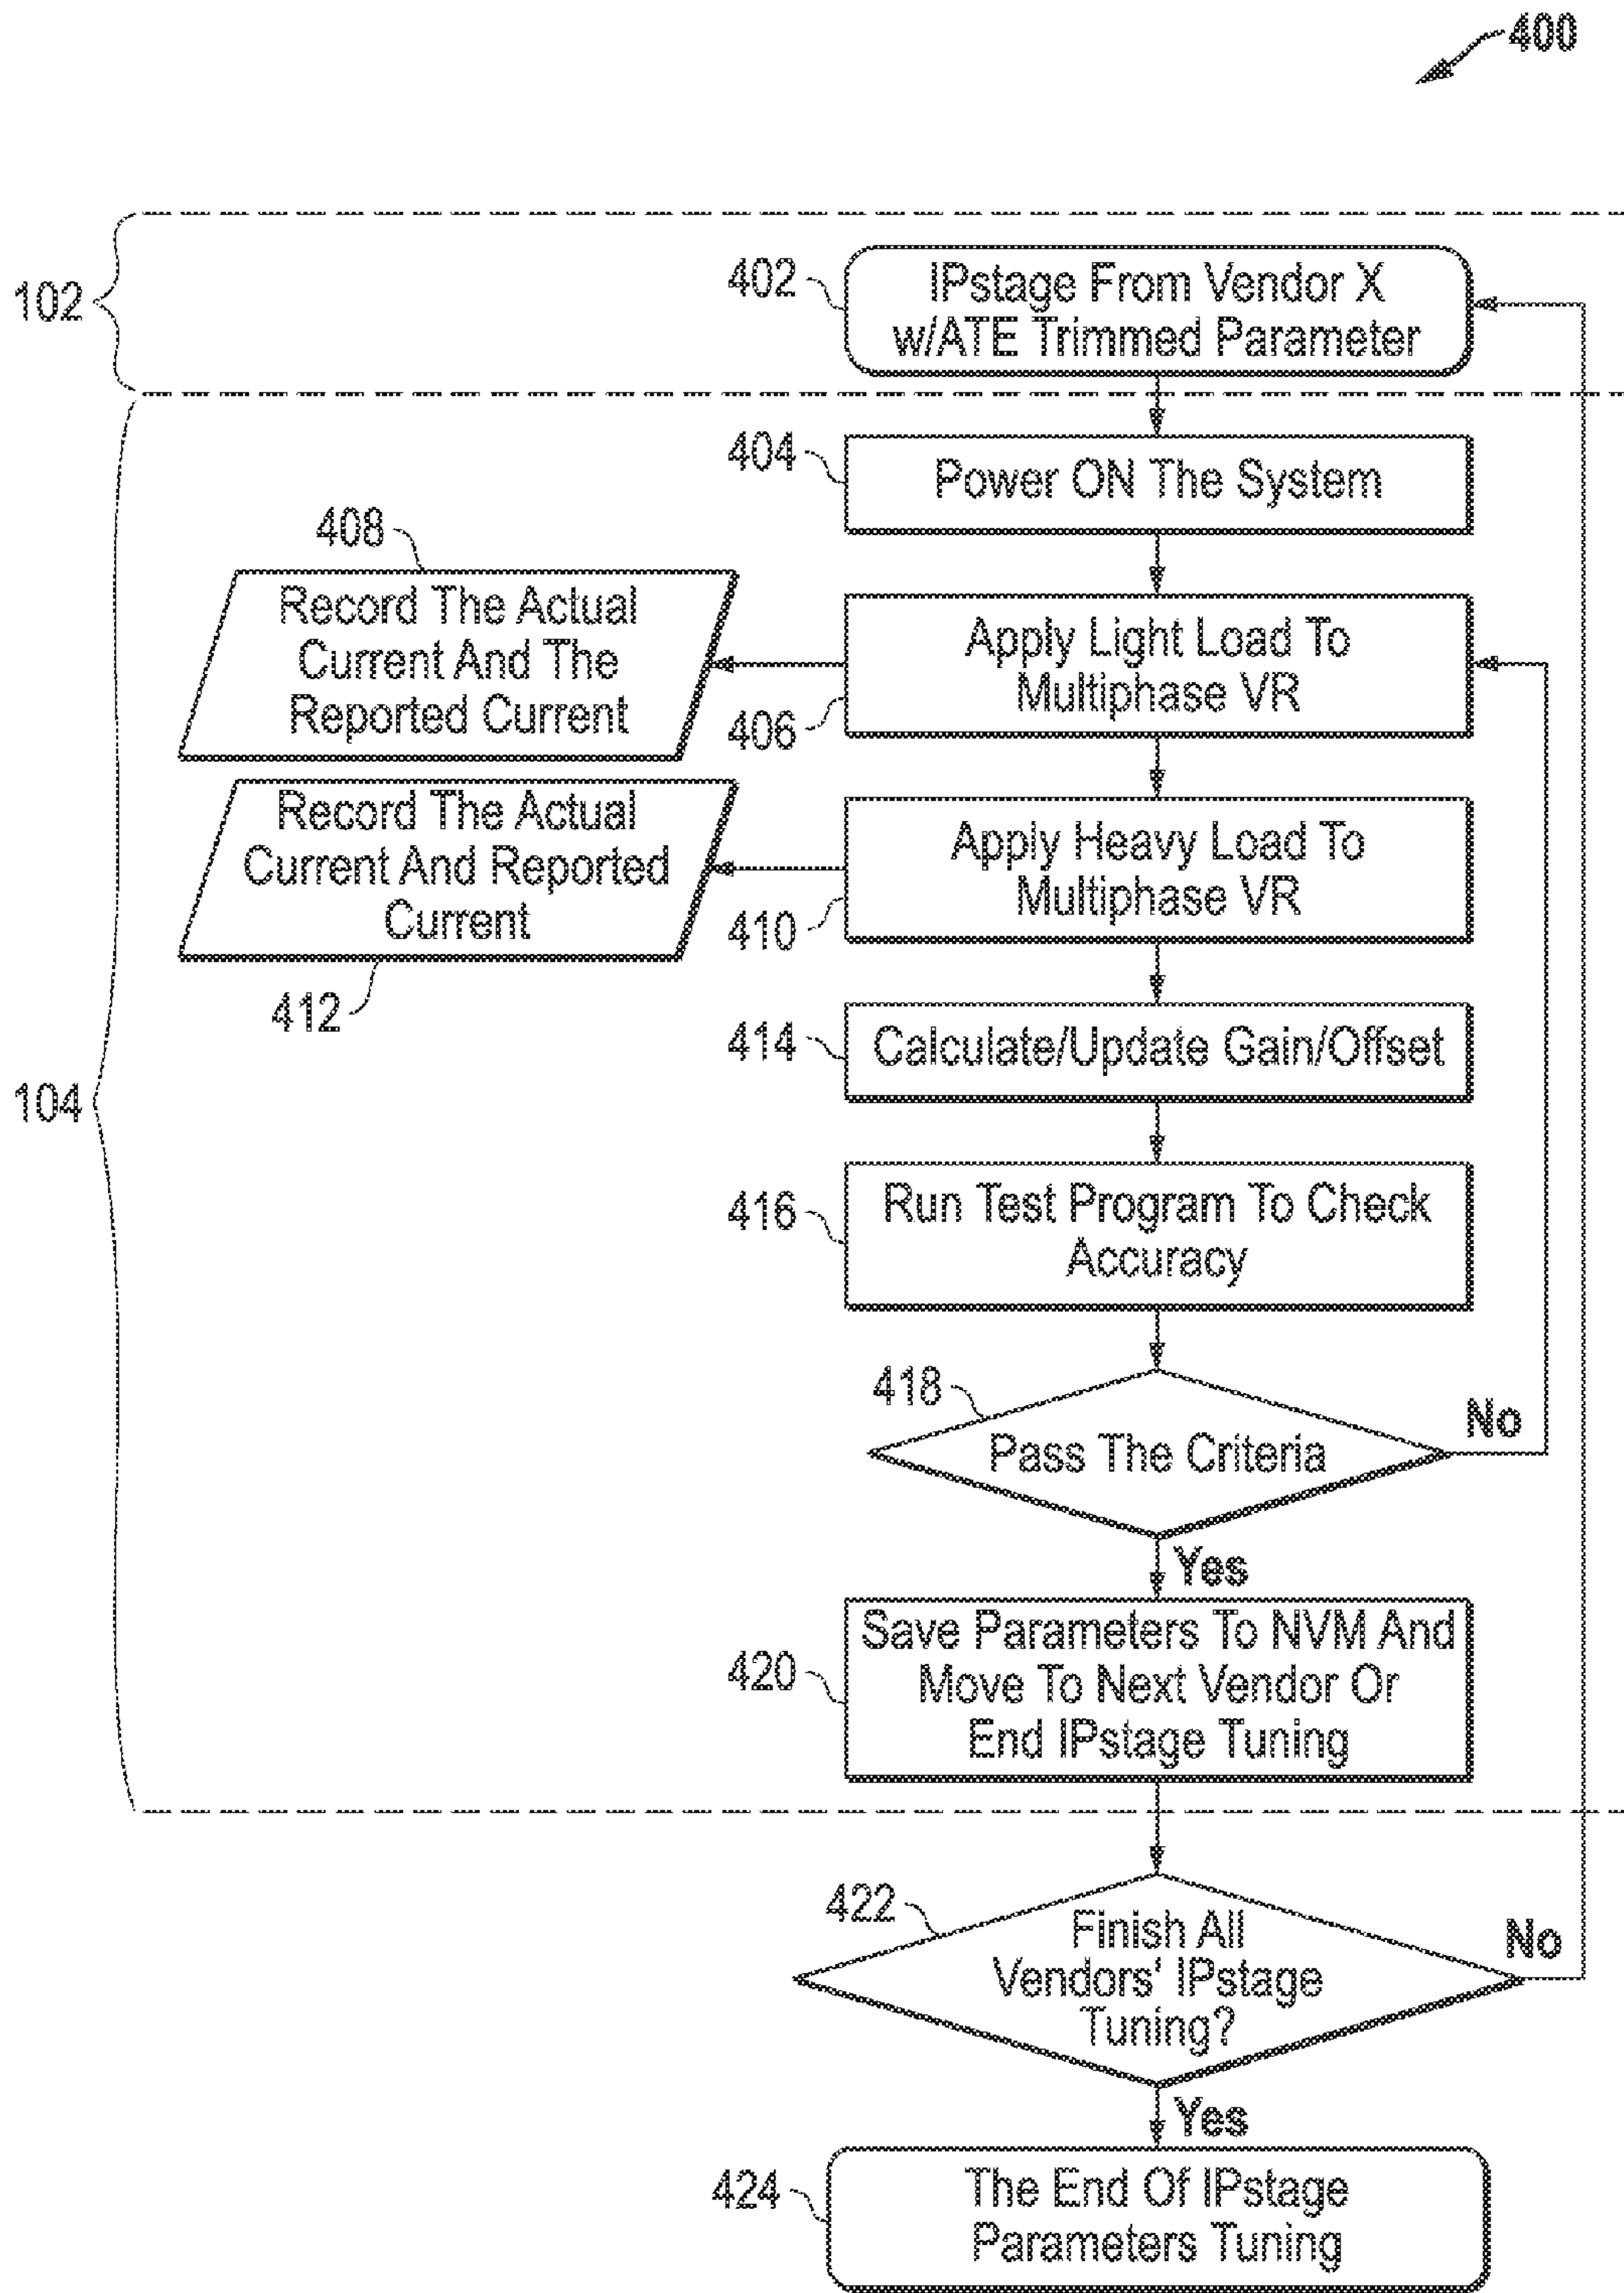 400
102
402
IPstage From Vendor X
w/ATE Trimmed Parameter
404
Power ON The System
408
Record The Actual
Current And The
Reported Current
406
Apply Light Load To
Multiphase VR
Record The Actual
Current And Reported
Current
412
410
Apply Heavy Load To
Multiphase VR
104
414
Calculate/Update Gain/Offset
416
Run Test Program To Check
Accuracy
418
Pass The Criteria
No
Yes
420
Save Parameters To NVM And
Move To Next Vendor Or
End IPstage Tuning
422
Finish All
Vendors' IPstage
Tuning?
No
Yes
424
The End Of IPstage
Parameters Tuning